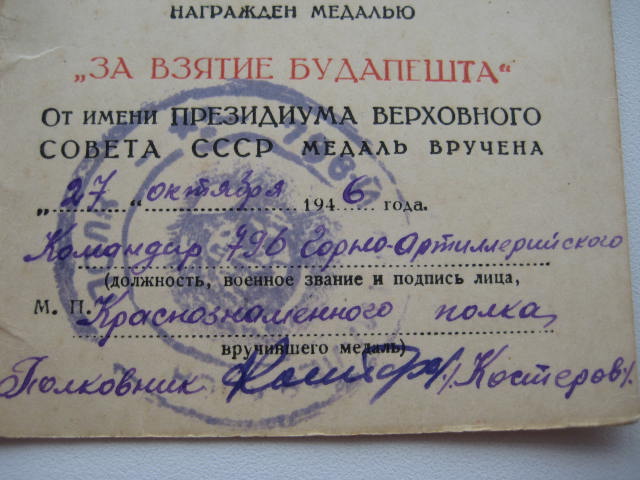 НАГРАЖДЕН МЕДАЛЬЮ
„ЗА ВЗЯТИЕ БУДАПЕШТА“
ОТ ИМЕНИ ПРЕЗИДИУМА ВЕРХОВНОГО
СОВЕТА СССР МЕДАЛЬ ВРУЧЕНА
„27“ октября 1946 года.
Командир 796 Горно-Артиллерийского
(должность, военное звание и подпись лица,
М. П. Краснознаменного полка,
вручившего медаль)
Полковник /Костеров/.